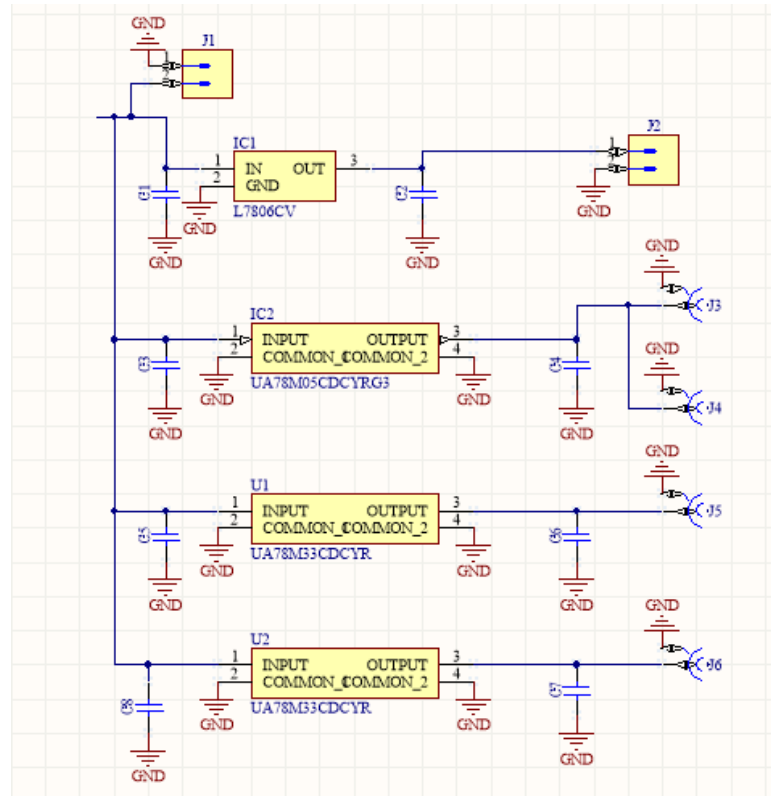 GND
J1
1
2
IC1
1 IN OUT 3
2 GND
L7806CV
C1
GND
GND
C2
GND
J2
1
2
GND
IC2
1 INPUT OUTPUT 3
2 COMMON_1 COMMON_2 4
UA78M05CDCYRG3
C3
GND
GND
GND
C4
GND
GND
J3
GND
J4
U1
1 INPUT OUTPUT 3
2 COMMON_1 COMMON_2 4
UA78M33CDCYR
C5
GND
GND
GND
C6
GND
GND
J5
U2
1 INPUT OUTPUT 3
2 COMMON_1 COMMON_2 4
UA78M33CDCYR
C8
GND
GND
GND
C7
GND
GND
J6